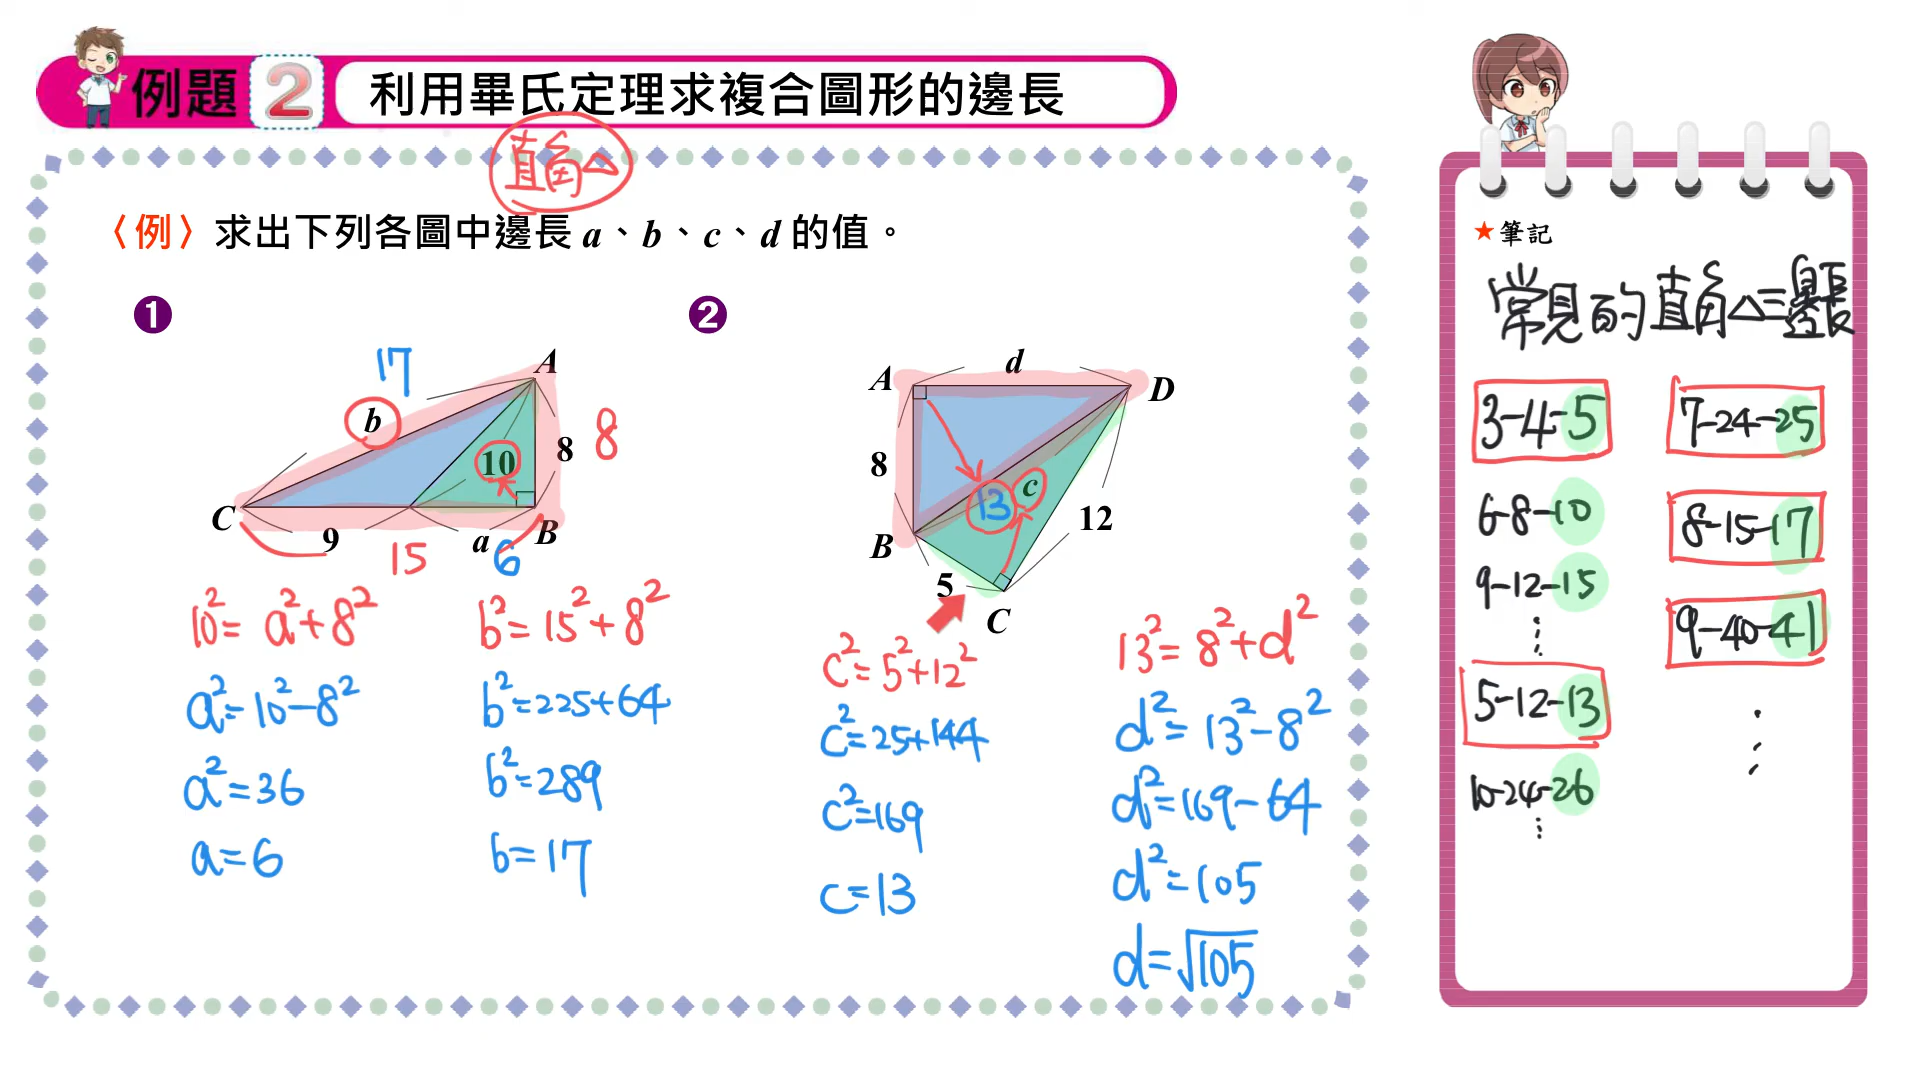 例題 2 利用畢氏定理求複合圖形的邊長
直角△
〈例〉求出下列各圖中邊長 a、b、c、d 的值。
❶
17
A
b
10
8
8
C
9
15
a
6
B
10² = a² + 8²
a² = 10² − 8²
a² = 36
a = 6
b² = 15² + 8²
b² = 225 + 64
b² = 289
b = 17
❷
A
d
D
8
13
c
12
B
5
C
c² = 5² + 12²
c² = 25 + 144
c² = 169
c = 13
13² = 8² + d²
d² = 13² − 8²
d² = 169 − 64
d² = 105
d = √105
★筆記
常見的直角△三邊長
3-4-5
6-8-10
9-12-15
⋮
5-12-13
10-24-26
⋮
7-24-25
8-15-17
9-40-41
⋮